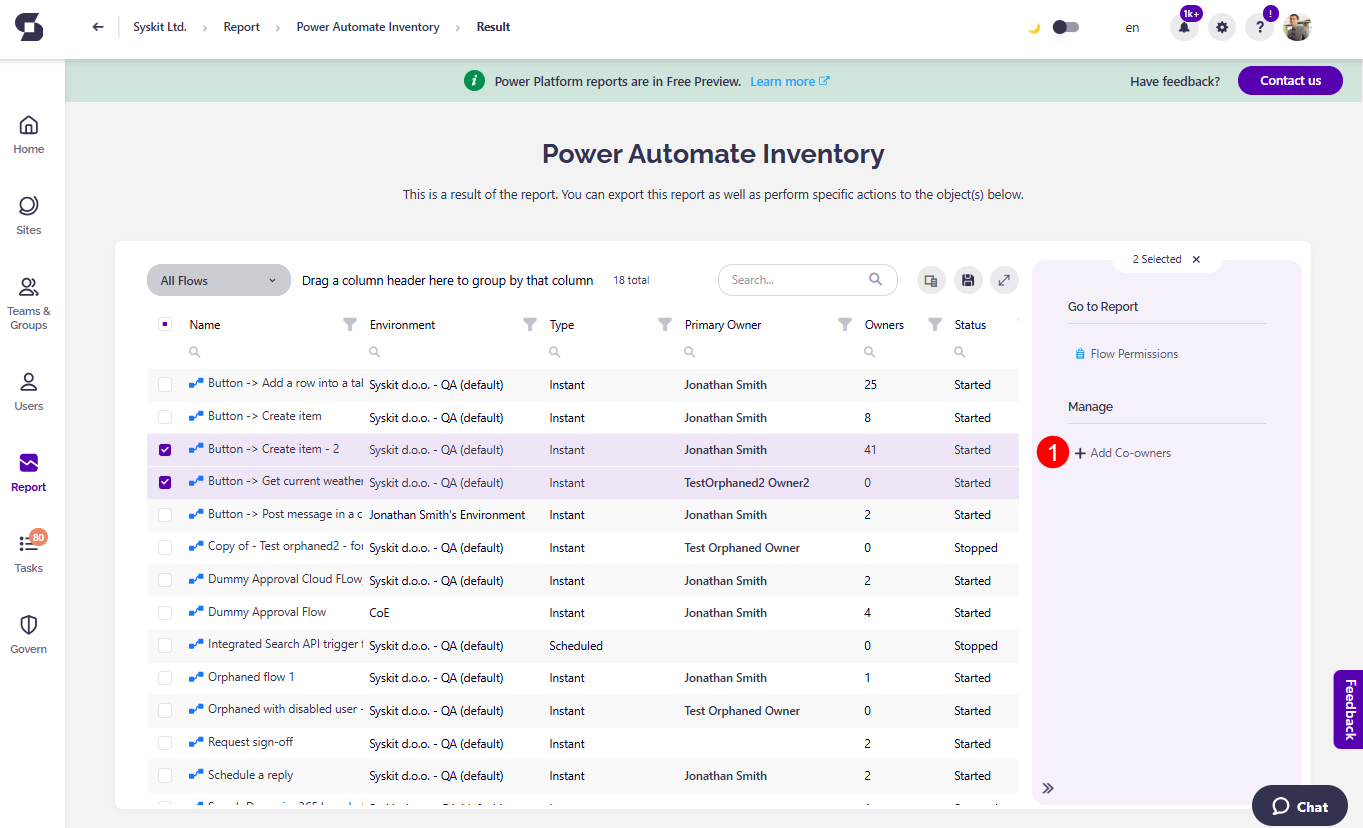 Syskit Ltd. Report Power Automate Inventory Result en 1k+ ? !
i Power Platform reports are in Free Preview. Learn more Have feedback? Contact us
Home
Sites
Teams &
Groups
Users
Report
80
Tasks
Govern
Power Automate Inventory
This is a result of the report. You can export this report as well as perform specific actions to the object(s) below.
All Flows Drag a column header here to group by that column 18 total Search...
Name Environment Type Primary Owner Owners Status
Button -> Add a row into a tal Syskit d.o.o. - QA (default) Instant Jonathan Smith 25 Started
Button -> Create item Syskit d.o.o. - QA (default) Instant Jonathan Smith 8 Started
Button -> Create item - 2 Syskit d.o.o. - QA (default) Instant Jonathan Smith 41 Started
Button -> Get current weather Syskit d.o.o. - QA (default) Instant TestOrphaned2 Owner2 0 Started
Button -> Post message in a c Jonathan Smith's Environment Instant Jonathan Smith 2 Started
Copy of - Test orphaned2 - for Syskit d.o.o. - QA (default) Instant Test Orphaned Owner 0 Stopped
Dummy Approval Cloud FLow Syskit d.o.o. - QA (default) Instant Jonathan Smith 2 Started
Dummy Approval Flow CoE Instant Jonathan Smith 4 Started
Integrated Search API trigger Syskit d.o.o. - QA (default) Scheduled 0 Stopped
Orphaned flow 1 Syskit d.o.o. - QA (default) Instant Jonathan Smith 1 Started
Orphaned with disabled user - Syskit d.o.o. - QA (default) Instant Test Orphaned Owner 0 Started
Request sign-off Syskit d.o.o. - QA (default) Instant 2 Started
Schedule a reply Syskit d.o.o. - QA (default) Instant Jonathan Smith 2 Started
2 Selected
Go to Report
Flow Permissions
Manage
1 Add Co-owners
Feedback
Chat